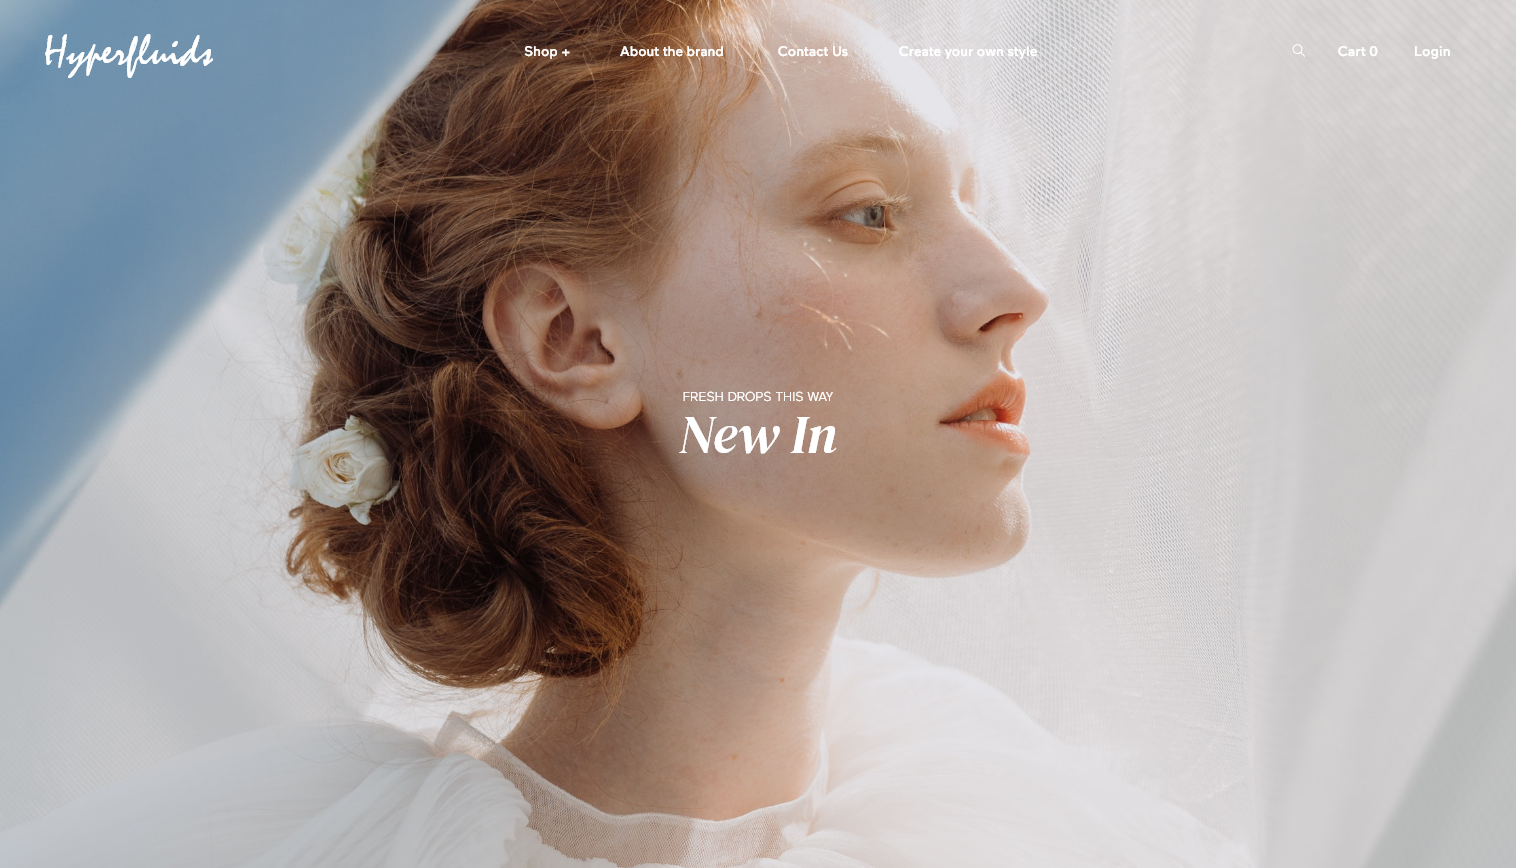 Hyperfluids
Shop +
About the brand
Contact Us
Create your own style
Cart 0
Login
FRESH DROPS THIS WAY
New In